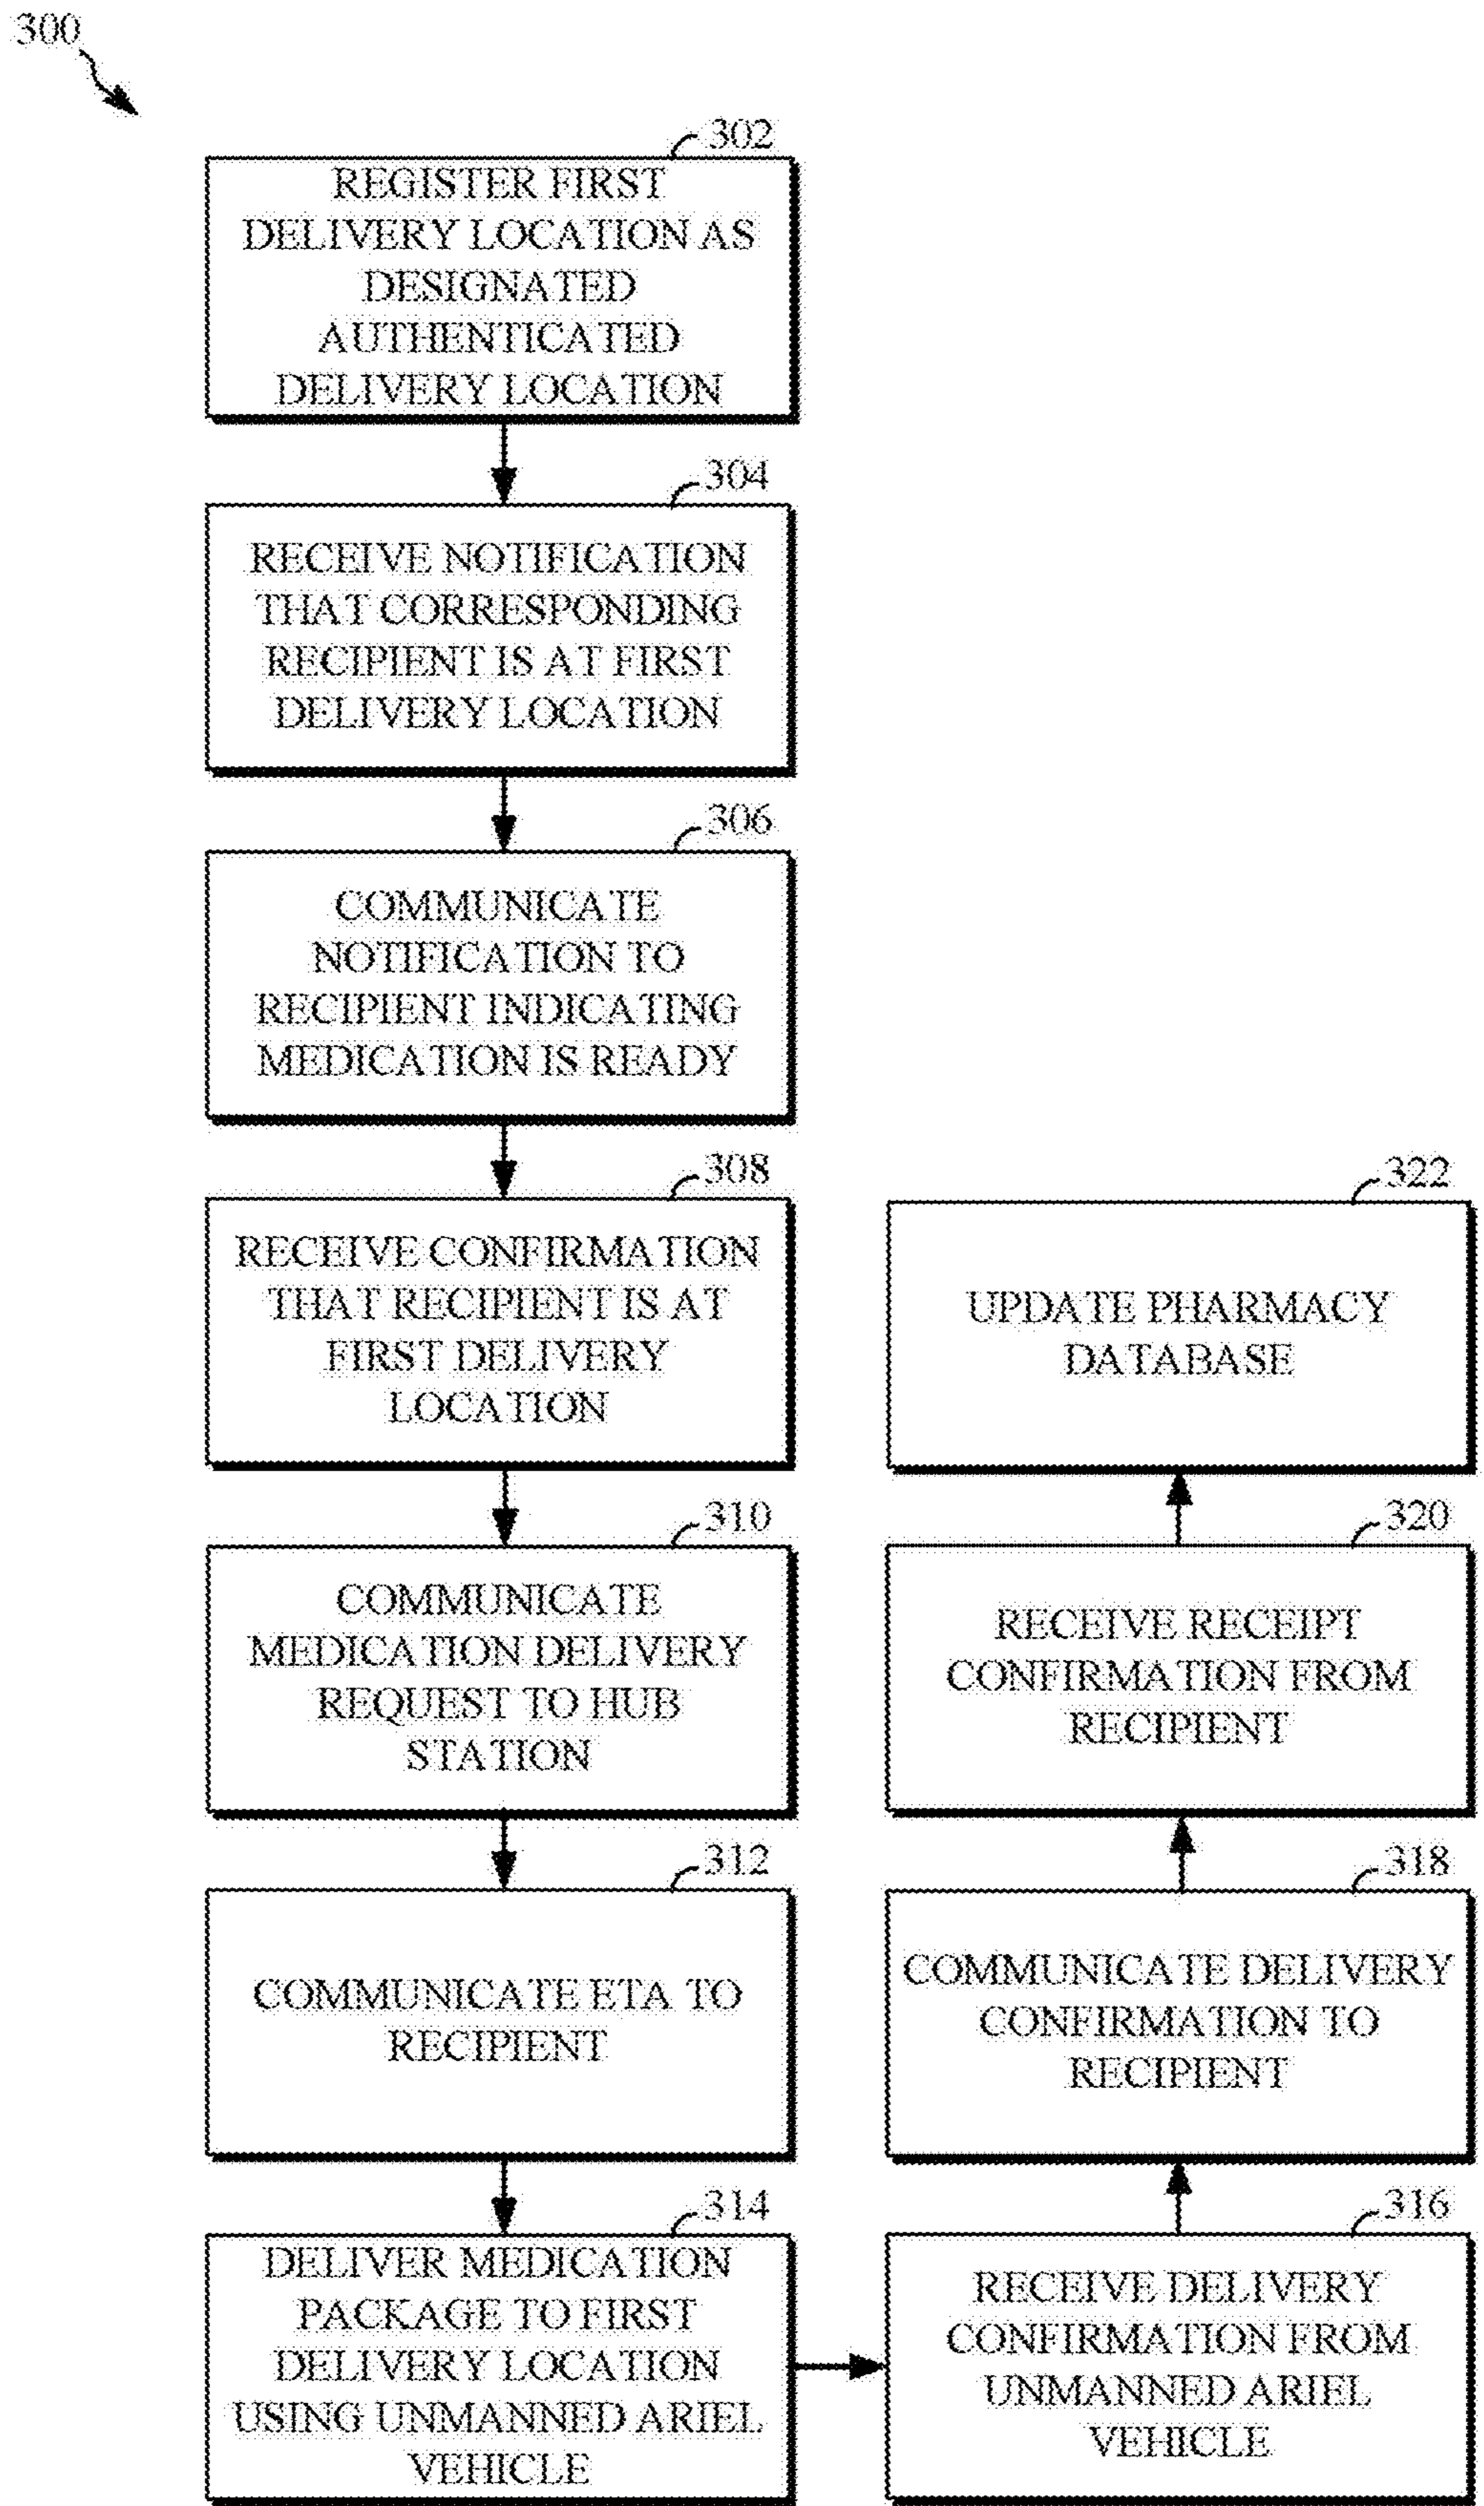 300
302
REGISTER FIRST
DELIVERY LOCATION AS
DESIGNATED
AUTHENTICATED
DELIVERY LOCATION
304
RECEIVE NOTIFICATION
THAT CORRESPONDING
RECIPIENT IS AT FIRST
DELIVERY LOCATION
306
COMMUNICATE
NOTIFICATION TO
RECIPIENT INDICATING
MEDICATION IS READY
308
RECEIVE CONFIRMATION
THAT RECIPIENT IS AT
FIRST DELIVERY
LOCATION
310
COMMUNICATE
MEDICATION DELIVERY
REQUEST TO HUB
STATION
312
COMMUNICATE ETA TO
RECIPIENT
314
DELIVER MEDICATION
PACKAGE TO FIRST
DELIVERY LOCATION
USING UNMANNED ARIEL
VEHICLE
316
RECEIVE DELIVERY
CONFIRMATION FROM
UNMANNED ARIEL
VEHICLE
318
COMMUNICATE DELIVERY
CONFIRMATION TO
RECIPIENT
320
RECEIVE RECEIPT
CONFIRMATION FROM
RECIPIENT
322
UPDATE PHARMACY
DATABASE